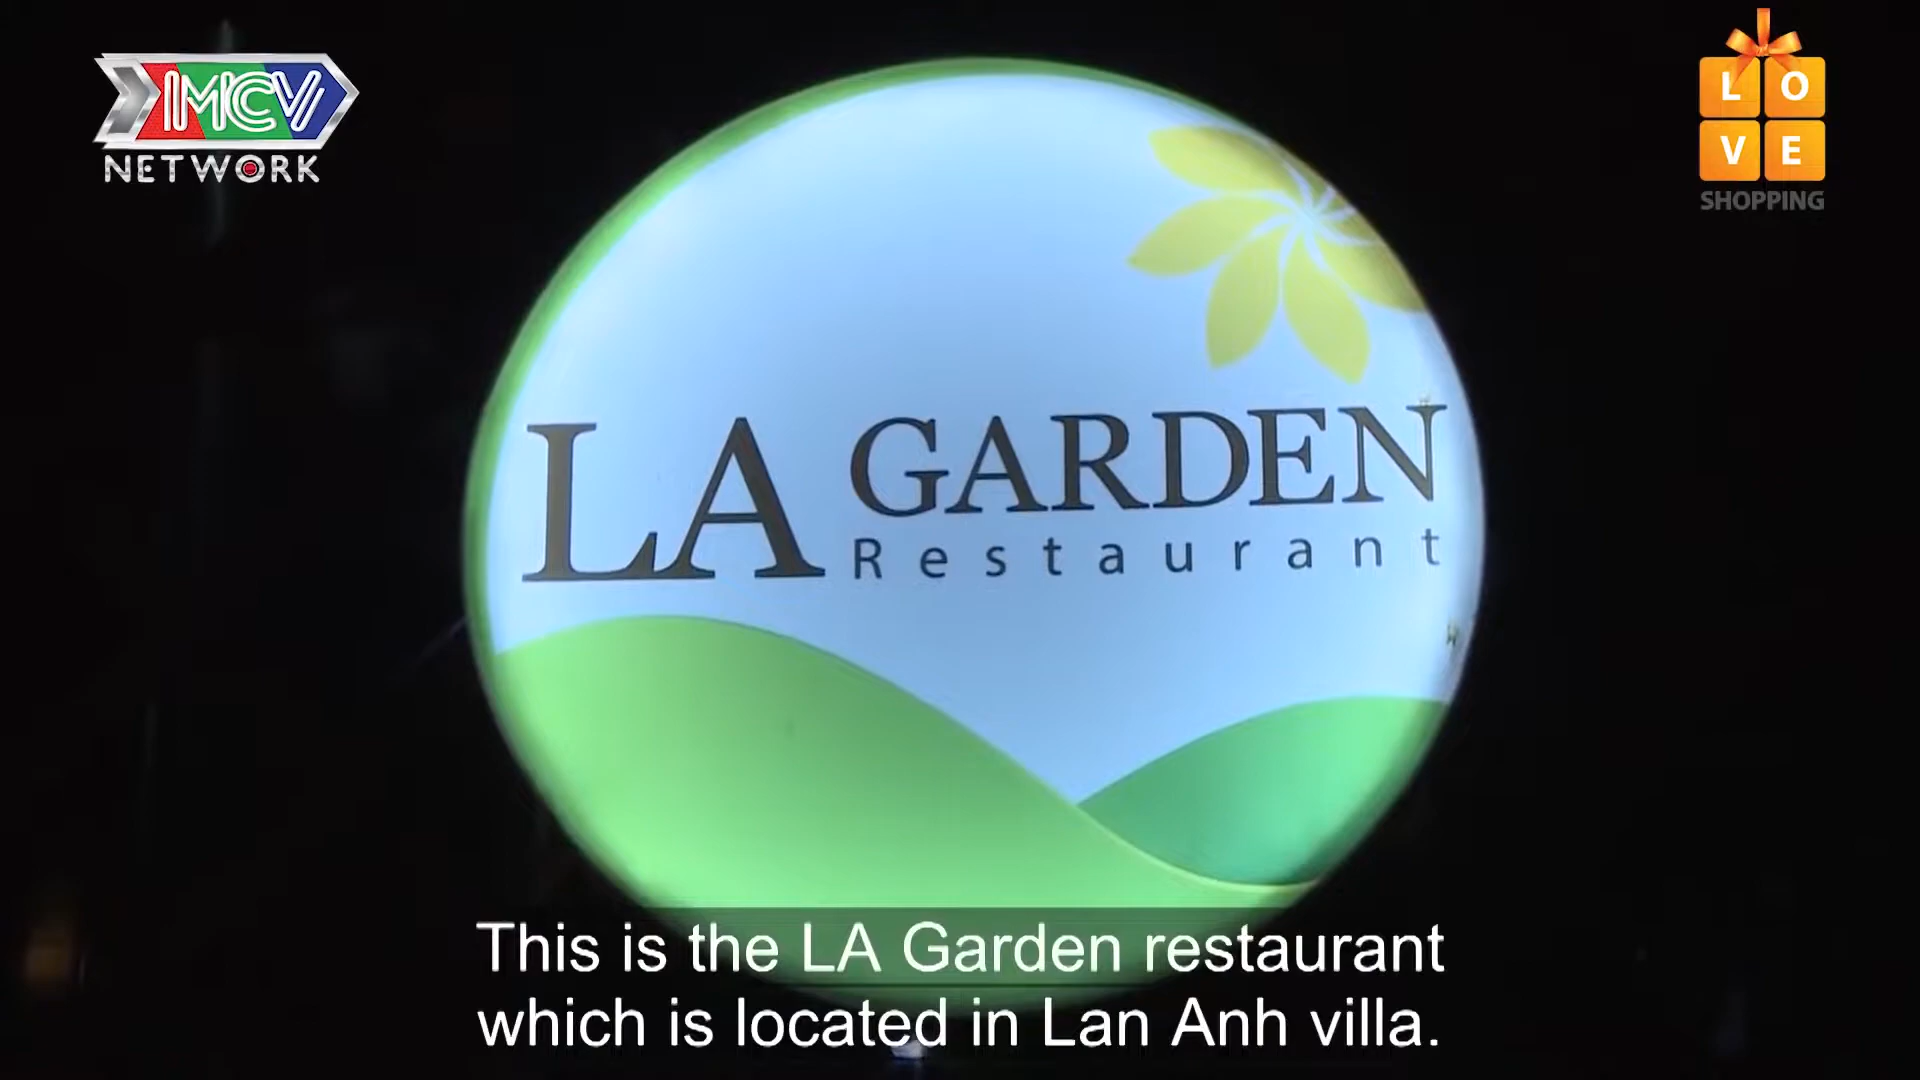 MCV
NETWORK
L O
V E
SHOPPING
LA GARDEN
Restaurant
This is the LA Garden restaurant
which is located in Lan Anh villa.